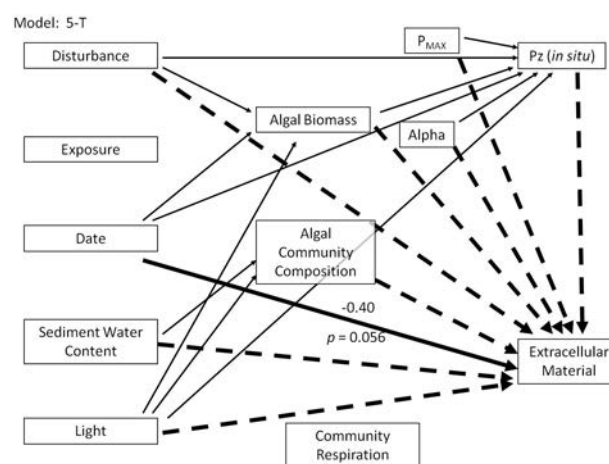 Model: 5-T
Disturbance
P_MAX
Pz (in situ)
Algal Biomass
Alpha
Exposure
Date
Algal
Community
Composition
-0.40
p = 0.056
Sediment Water
Content
Extracellular
Material
Light
Community
Respiration